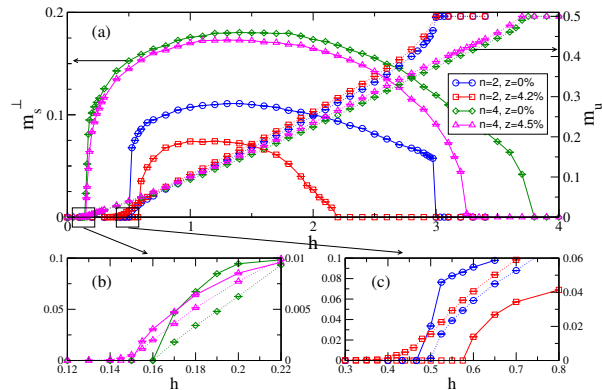 (a)
0.2
0.1
0
m_s^⊥
0.5
0.4
0.3
0.2
0.1
0
m_u
n=2, z=0%
n=2, z=4.2%
n=4, z=0%
n=4, z=4.5%
0 1 2 3 4
h
(b)
0.1
0.05
0
0.01
0
0.12 0.14 0.16 0.18 0.2 0.22
h
(c)
0.1
0.08
0.06
0.04
0.02
0
0.06
0.04
0.02
0
0.3 0.4 0.5 0.6 0.7 0.8
h